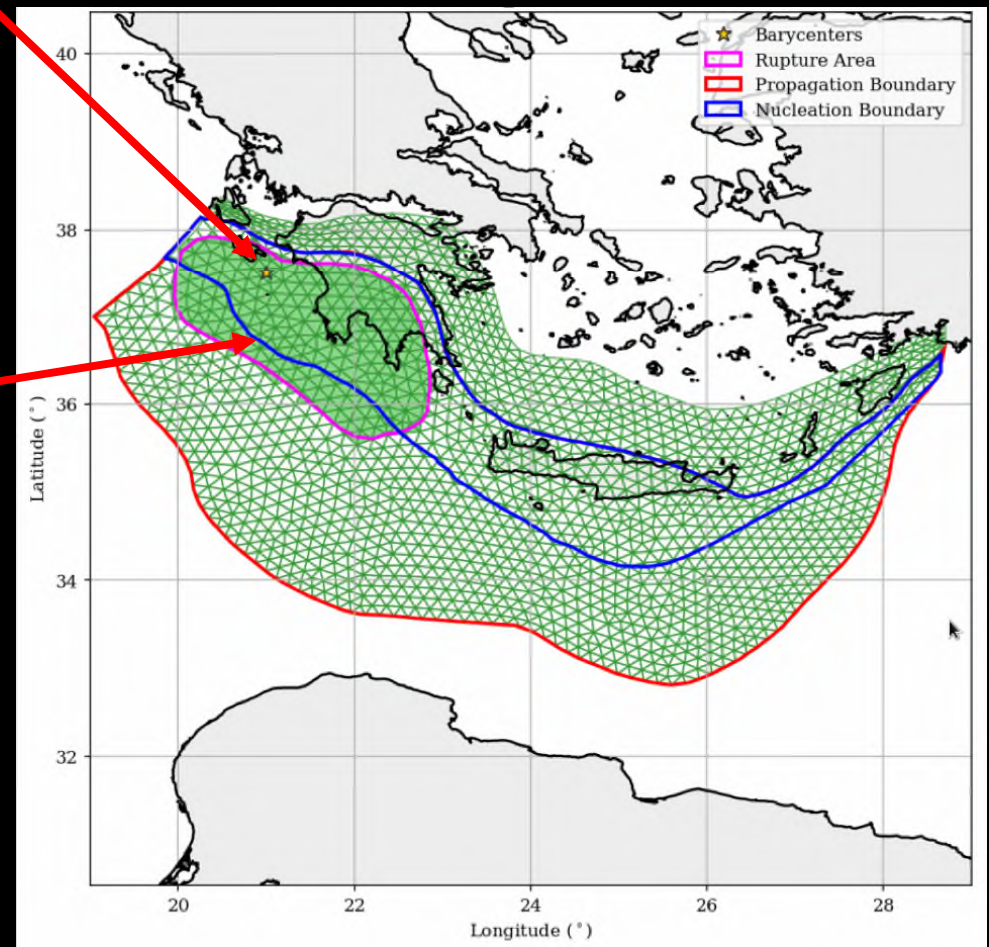 Barycenters
Rupture Area
Propagation Boundary
Nucleation Boundary
40
38
36
34
32
Latitude (°)
20
22
24
26
28
Longitude (°)